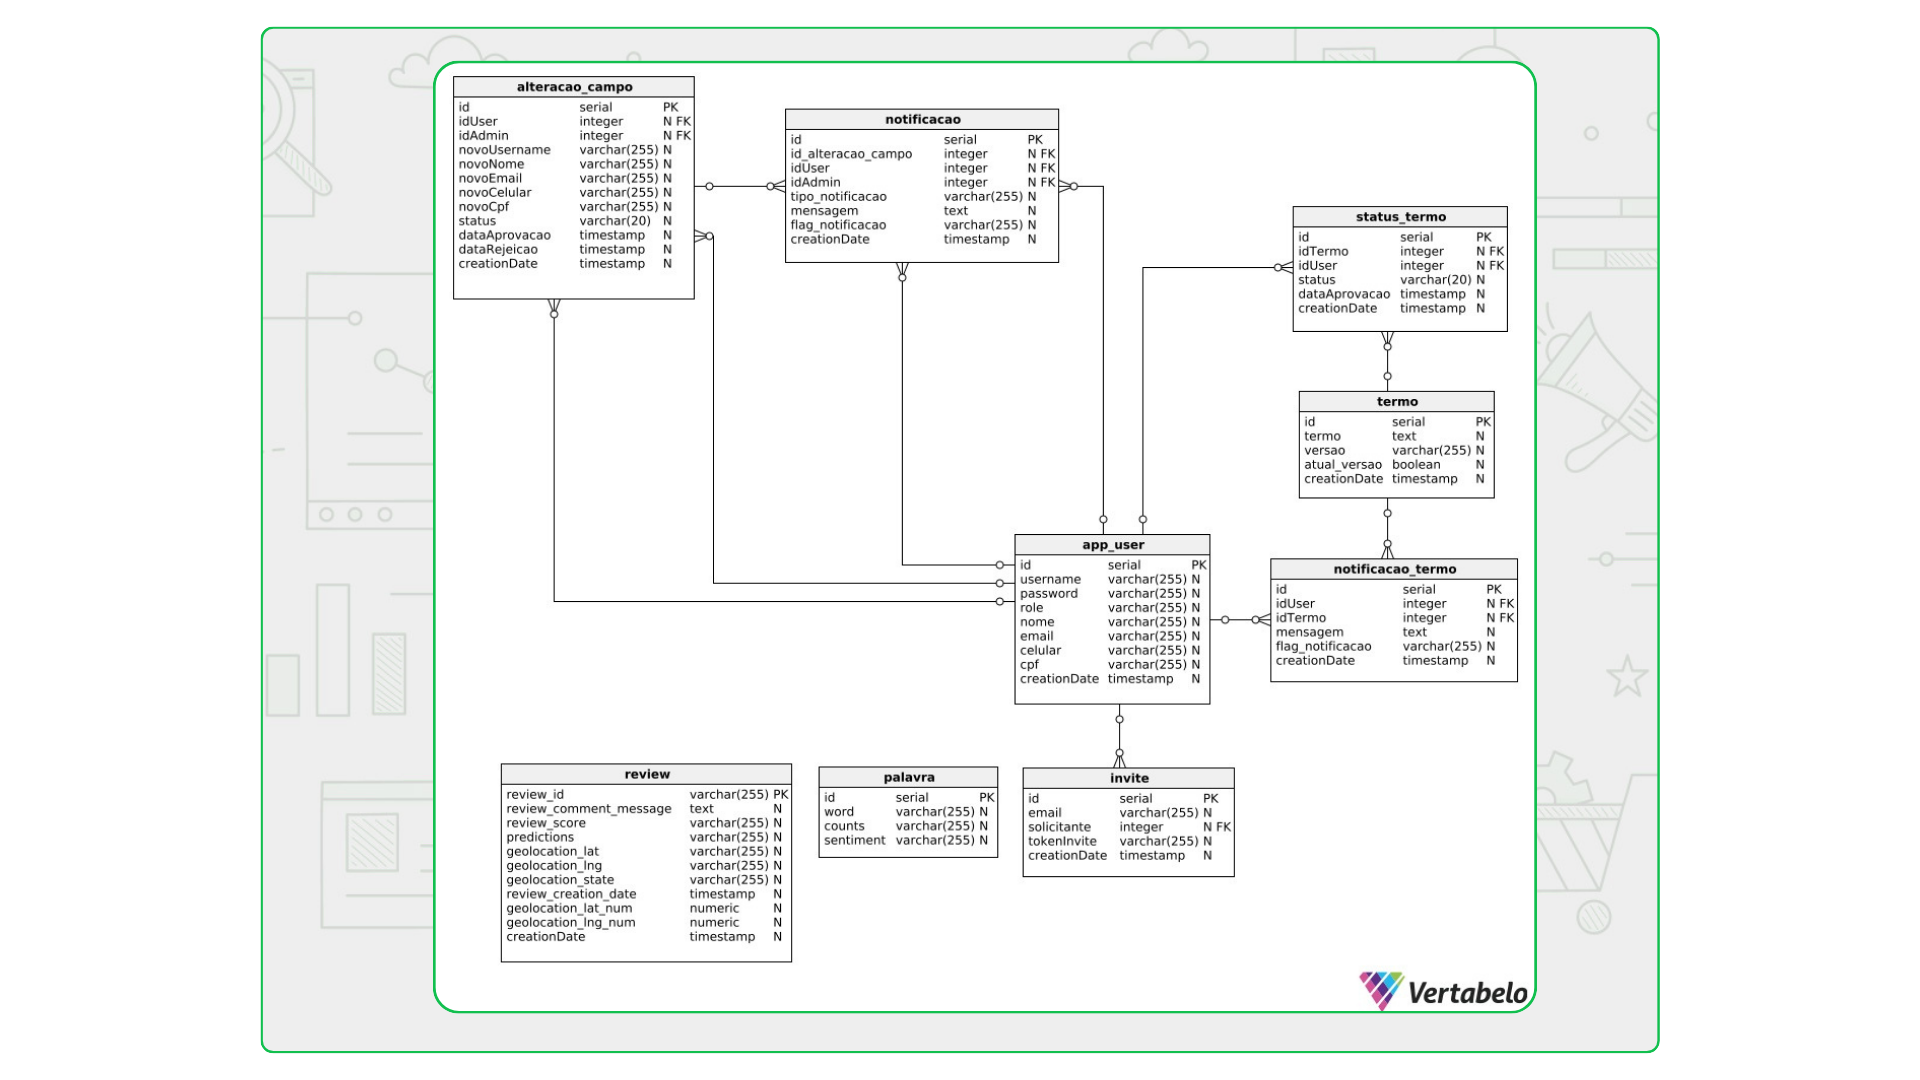 alteracao_campo
id serial PK
idUser integer N FK
idAdmin integer N FK
novoUsername varchar(255) N
novoNome varchar(255) N
novoEmail varchar(255) N
novoCelular varchar(255) N
novoCpf varchar(255) N
status varchar(20) N
dataAprovacao timestamp N
dataRejeicao timestamp N
creationDate timestamp N
notificacao
id serial PK
id_alteracao_campo integer N FK
idUser integer N FK
idAdmin integer N FK
tipo_notificacao varchar(255) N
mensagem text N
flag_notificacao varchar(255) N
creationDate timestamp N
status_termo
id serial PK
idTermo integer N FK
idUser integer N FK
status varchar(20) N
dataAprovacao timestamp N
creationDate timestamp N
termo
id serial PK
termo text N
versao varchar(255) N
atual_versao boolean N
creationDate timestamp N
app_user
id serial PK
username varchar(255) N
password varchar(255) N
role varchar(255) N
nome varchar(255) N
email varchar(255) N
celular varchar(255) N
cpf varchar(255) N
creationDate timestamp N
notificacao_termo
id serial PK
idUser integer N FK
idTermo integer N FK
mensagem text N
flag_notificacao varchar(255) N
creationDate timestamp N
review
review_id varchar(255) PK
review_comment_message text N
review_score varchar(255) N
predictions varchar(255) N
geolocation_lat varchar(255) N
geolocation_lng varchar(255) N
geolocation_state varchar(255) N
review_creation_date timestamp N
geolocation_lat_num numeric N
geolocation_lng_num numeric N
creationDate timestamp N
palavra
id serial PK
word varchar(255) N
counts varchar(255) N
sentiment varchar(255) N
invite
id serial PK
email varchar(255) N
solicitante integer N FK
tokenInvite varchar(255) N
creationDate timestamp N
Vertabelo